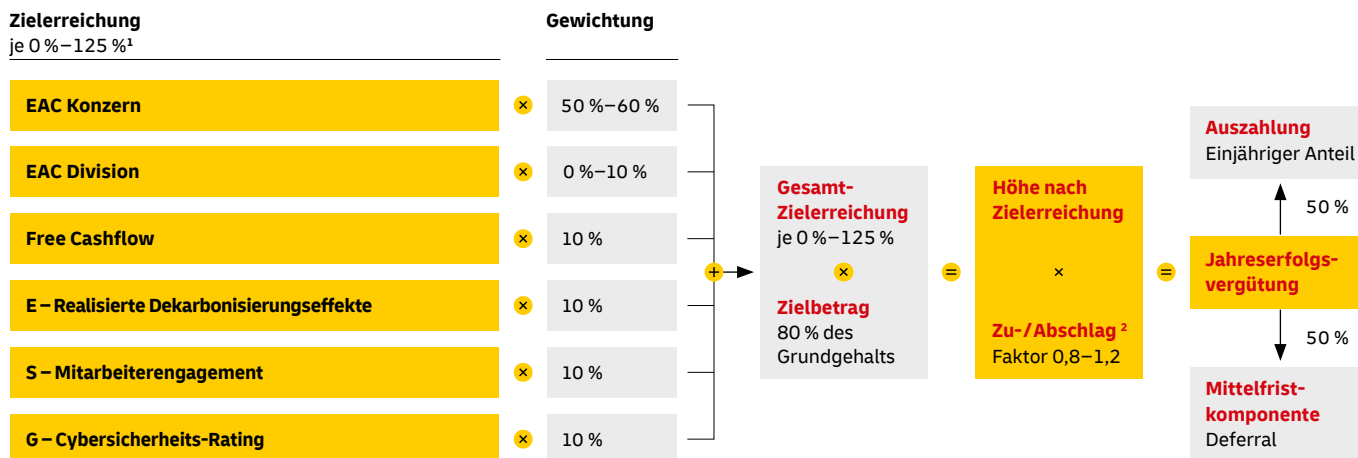 Zielerreichung
je 0 %–125 %¹
Gewichtung
EAC Konzern
×
50 %–60 %
EAC Division
×
0 %–10 %
Free Cashflow
×
10 %
E – Realisierte Dekarbonisierungseffekte
×
10 %
S – Mitarbeiterengagement
×
10 %
G – Cybersicherheits-Rating
×
10 %
+
Gesamt-
Zielerreichung
je 0 %–125 %
×
Zielbetrag
80 % des
Grundgehalts
=
Höhe nach
Zielerreichung
×
Zu-/Abschlag ²
Faktor 0,8–1,2
=
Auszahlung
Einjähriger Anteil
50 %
Jahreserfolgs-
vergütung
50 %
Mittelfrist-
komponente
Deferral